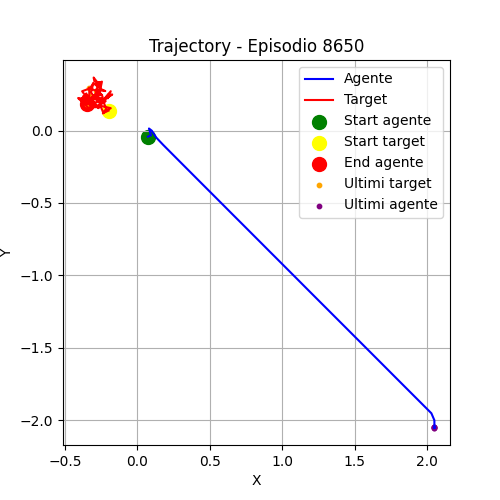 Trajectory - Episodio 8650
Agente
Target
Start agente
Start target
End agente
Ultimi target
Ultimi agente
0.0
−0.5
−1.0
−1.5
−2.0
Y
−0.5
0.0
0.5
1.0
1.5
2.0
X